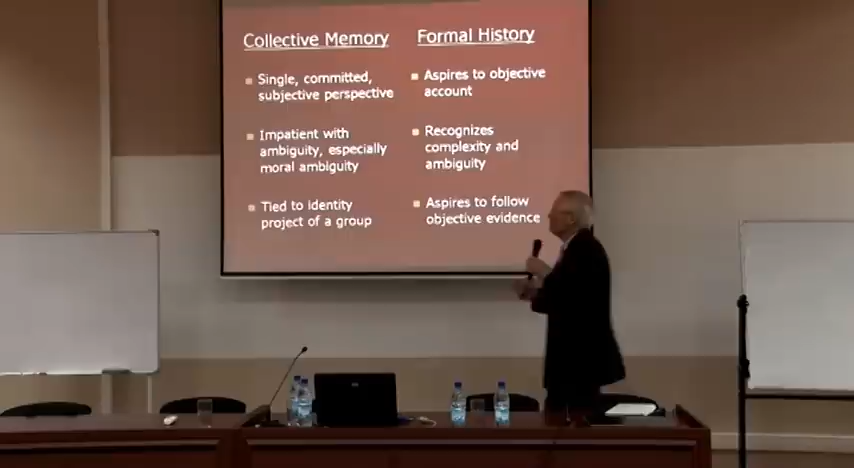 Collective Memory
Single, committed,
subjective perspective
Impatient with
ambiguity, especially
moral ambiguity
Tied to identity
project of a group
Formal History
Aspires to objective
account
Recognizes
complexity and
ambiguity
Aspires to follow
objective evidence